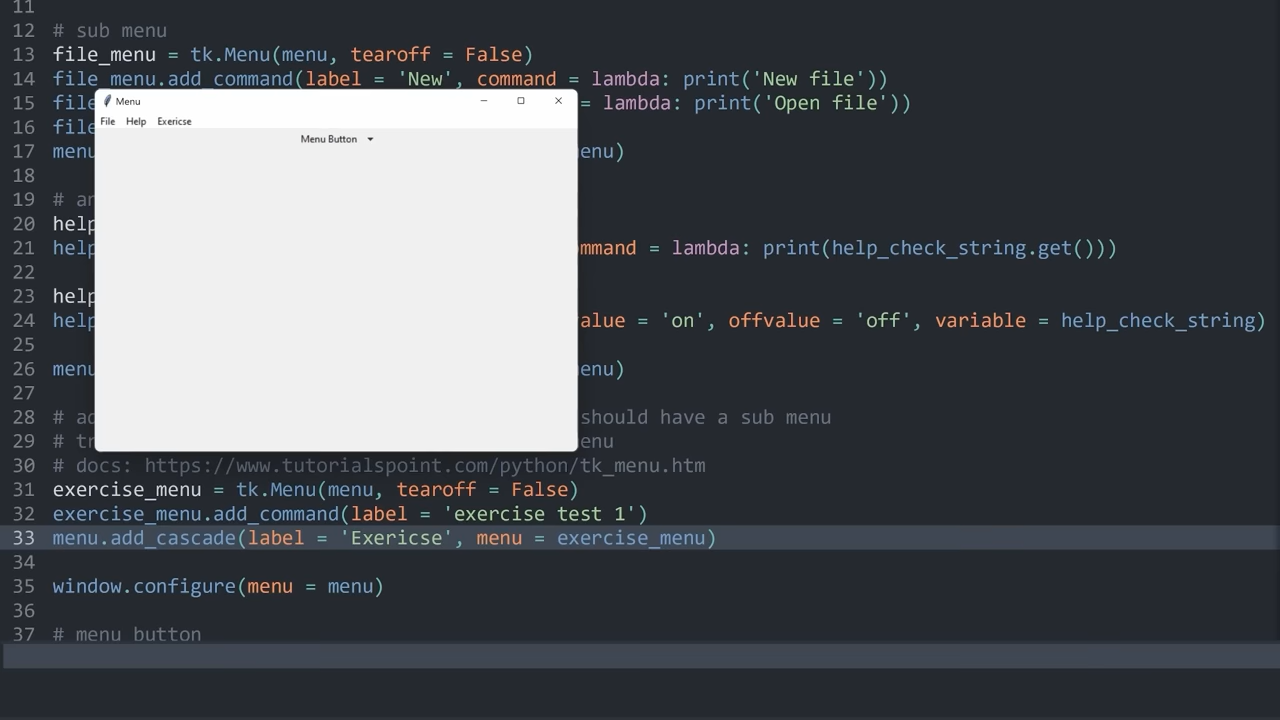 11
12 # sub menu
13 file_menu = tk.Menu(menu, tearoff = False)
14 file_menu.add_command(label = 'New', command = lambda: print('New file'))
15 file = lambda: print('Open file'))
16 file
17 menu enu)
18
19 # an
20 help
21 help ommand = lambda: print(help_check_string.get()))
22
23 help
24 help alue = 'on', offvalue = 'off', variable = help_check_string)
25
26 menu enu)
27
28 # ad should have a sub menu
29 # tr enu
30 # docs: https://www.tutorialspoint.com/python/tk_menu.htm
31 exercise_menu = tk.Menu(menu, tearoff = False)
32 exercise_menu.add_command(label = 'exercise test 1')
33 menu.add_cascade(label = 'Exericse', menu = exercise_menu)
34
35 window.configure(menu = menu)
36
37 # menu button
Menu
File Help Exericse
Menu Button